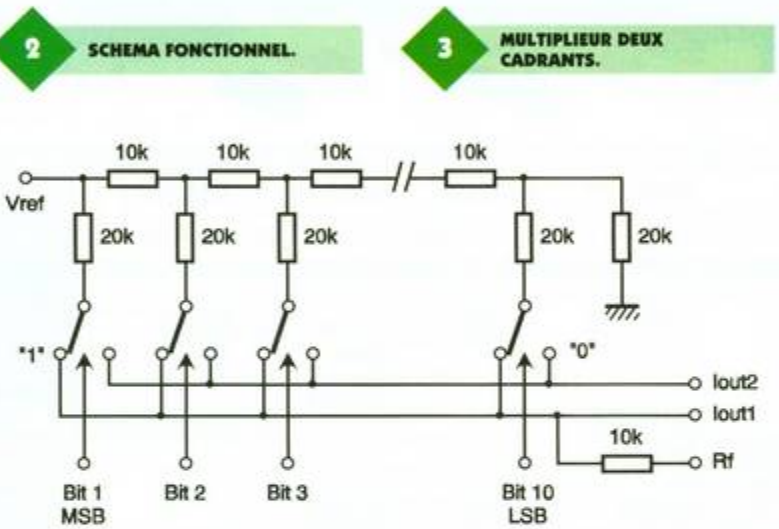 2
SCHEMA FONCTIONNEL.
3
MULTIPLIEUR DEUX
CADRANTS.
10k
10k
10k
10k
Vref
20k
20k
20k
20k
20k
"1"
"0"
Iout2
Iout1
10k
Rf
Bit 1
MSB
Bit 2
Bit 3
Bit 10
LSB